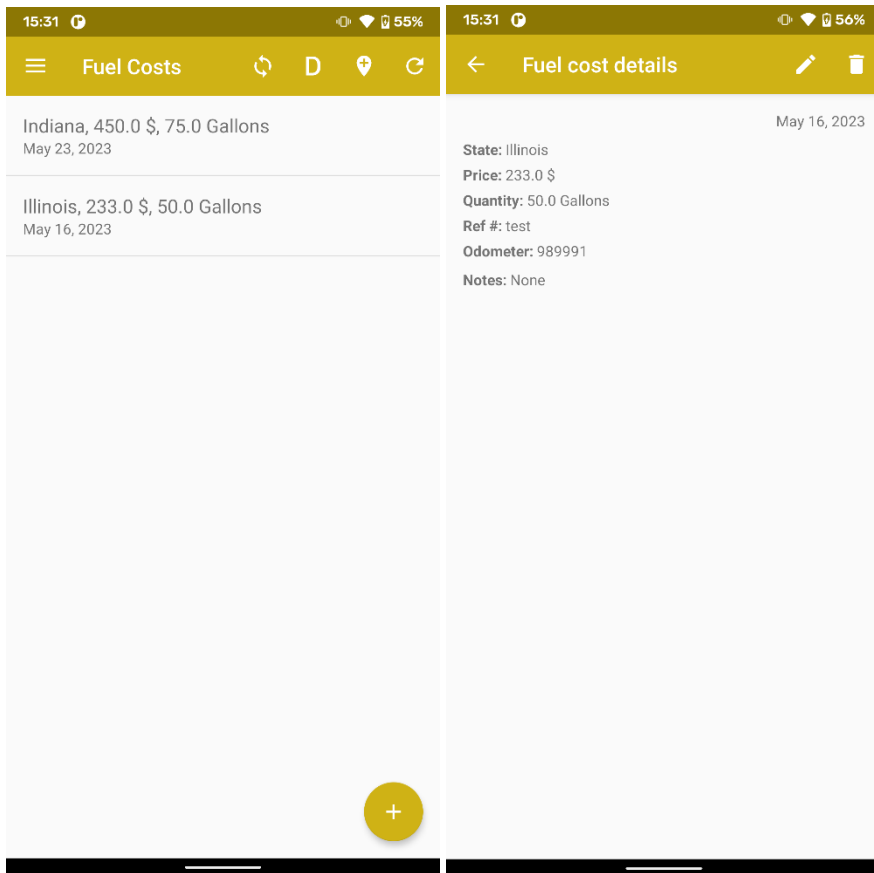 15:31 55%
Fuel Costs D
Indiana, 450.0 $, 75.0 Gallons
May 23, 2023
Illinois, 233.0 $, 50.0 Gallons
May 16, 2023
15:31 56%
Fuel cost details
May 16, 2023
State: Illinois
Price: 233.0 $
Quantity: 50.0 Gallons
Ref #: test
Odometer: 989991
Notes: None